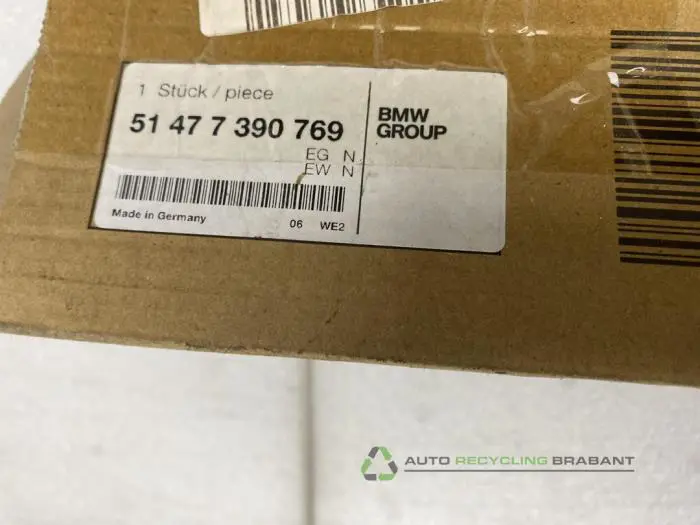 1 Stück / piece
51 47 7 390 769
EG N
EW N
Made in Germany
06 WE2
BMW
GROUP
AUTO RECYCLING BRABANT